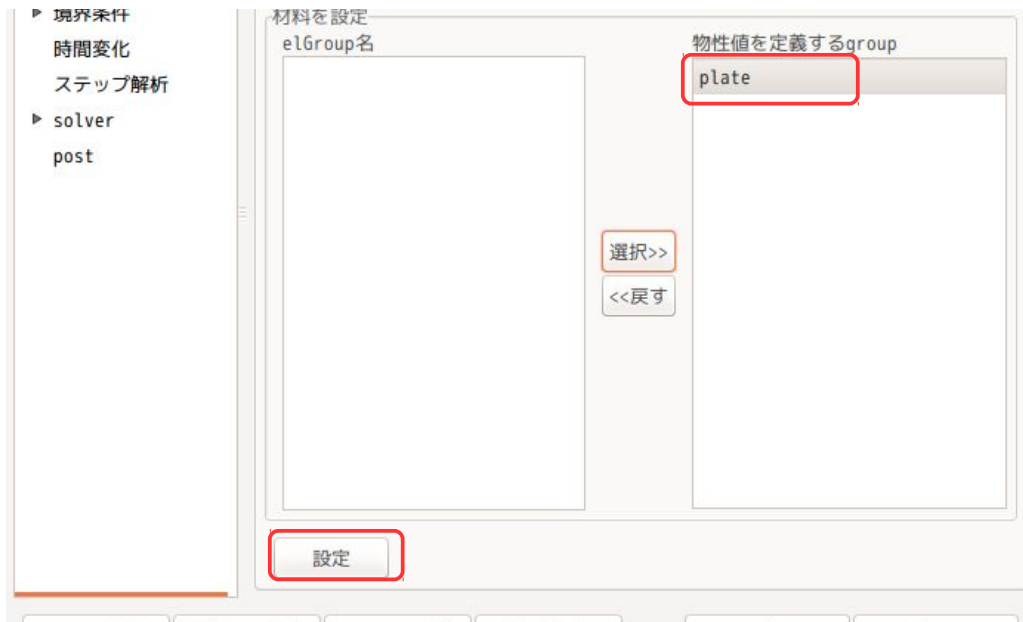 境界条件
時間変化
ステップ解析
solver
post
材料を設定
elGroup名
物性値を定義するgroup
plate
選択>>
<<戻す
設定